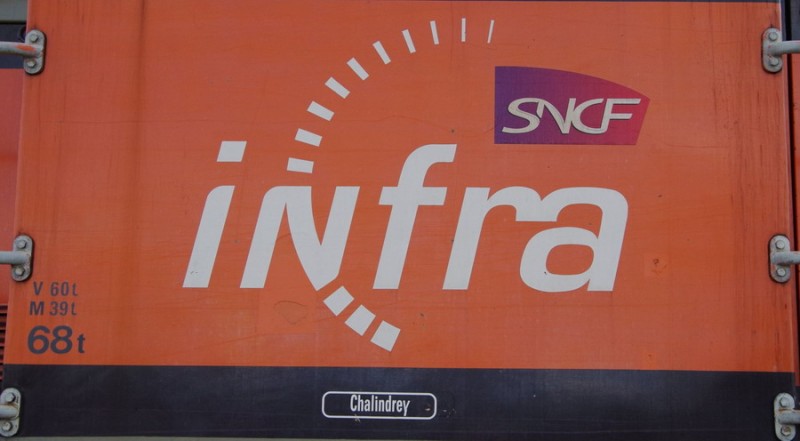 SNCF
infra
V 60t
M 39t
68t
Chalindrey